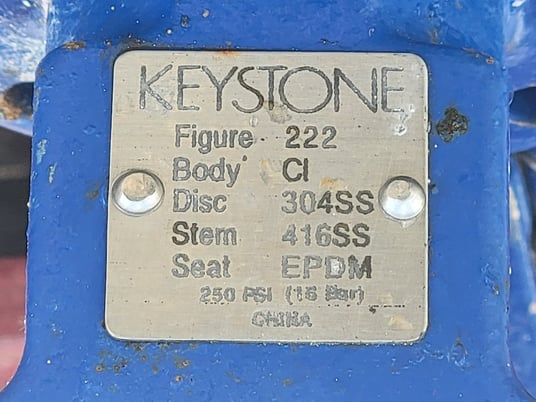 KEYSTONE
Figure 222
Body CI
Disc 304SS
Stem 416SS
Seat EPDM
250 PSI (16 Bar)
CHINA